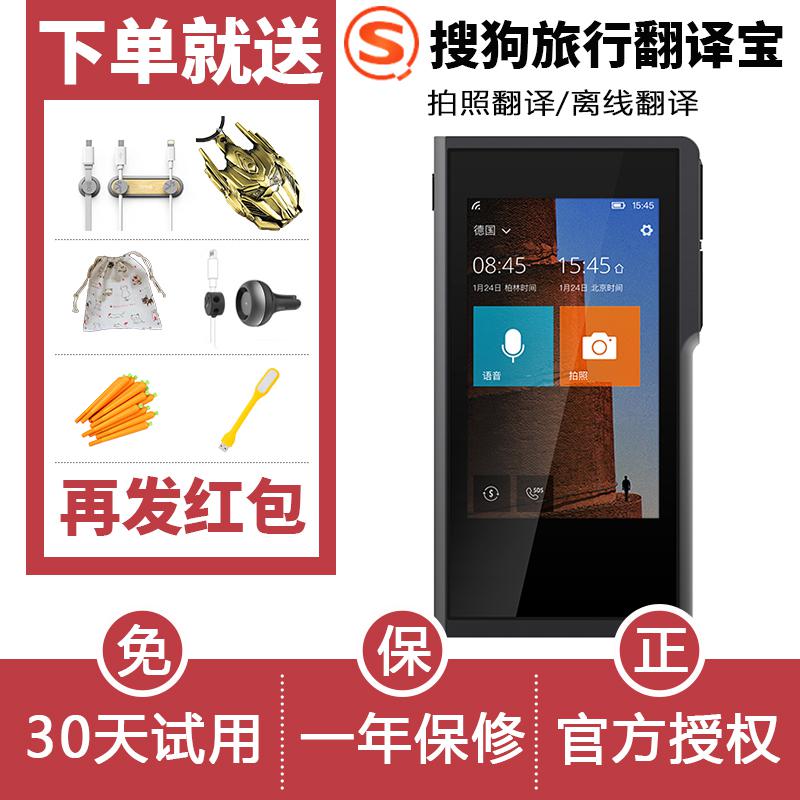 下单就送
再发红包
搜狗旅行翻译宝
拍照翻译/离线翻译
15:45
德国
08:45
15:45
1月24日 柏林时间
1月24日 北京时间
语音
拍照
SOS
免
保
正
30天试用
一年保修
官方授权